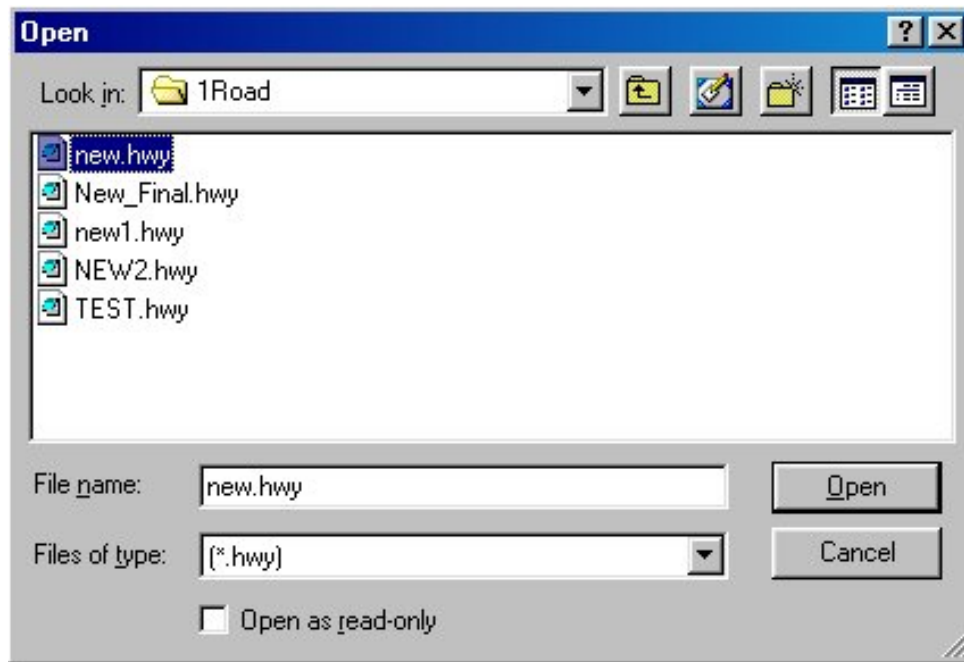 Open
Look in: 1Road
new.hwy
New_Final.hwy
new1.hwy
NEW2.hwy
TEST.hwy
File name: new.hwy Open
Files of type: (*.hwy) Cancel
Open as read-only